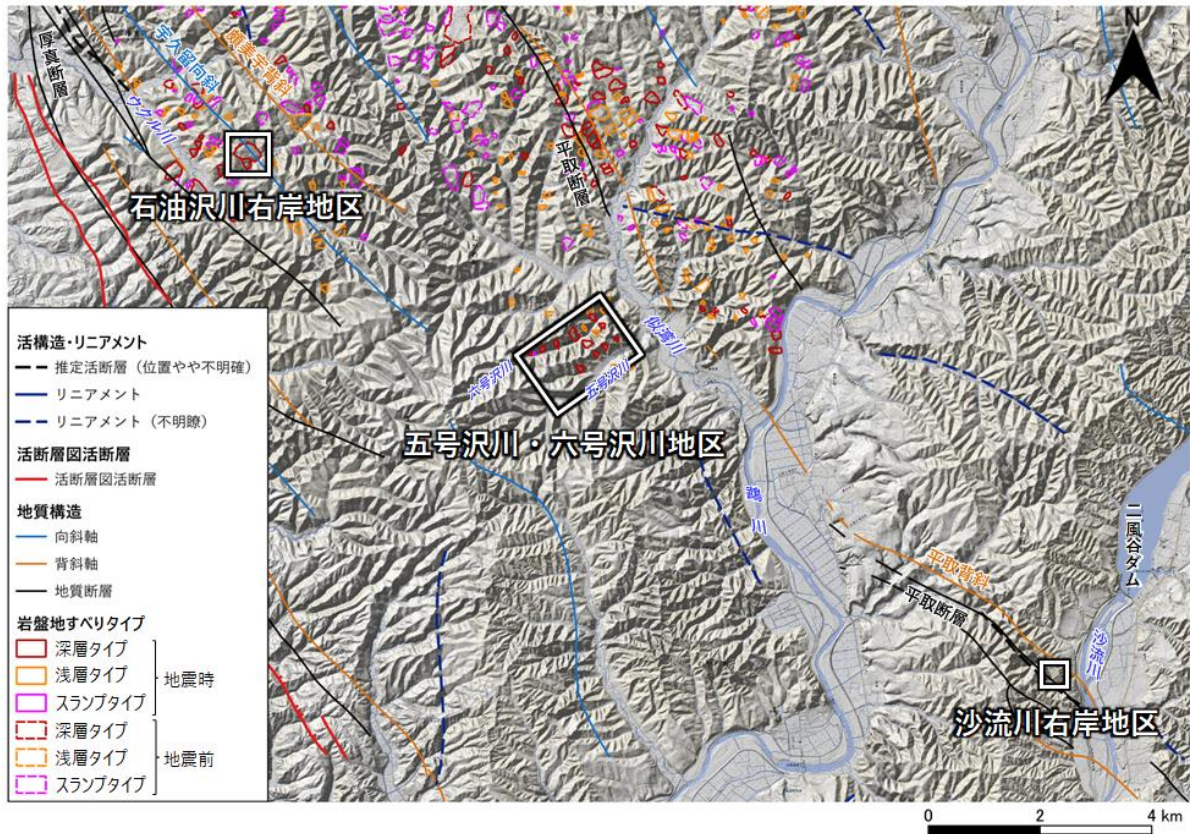 N
厚真断層
宇久留向斜
頗美宇背斜
ウクル川
石油沢川右岸地区
平取断層
似湾川
六号沢川
五号沢川
五号沢川・六号沢川地区
鵡川
二風谷ダム
平取背斜
平取断層
沙流川
沙流川右岸地区
活構造・リニアメント
推定活断層（位置やや不明確）
リニアメント
リニアメント（不明瞭）
活断層図活断層
活断層図活断層
地質構造
向斜軸
背斜軸
地質断層
岩盤地すべりタイプ
深層タイプ
浅層タイプ
スランプタイプ
地震時
深層タイプ
浅層タイプ
スランプタイプ
地震前
0 2 4 km